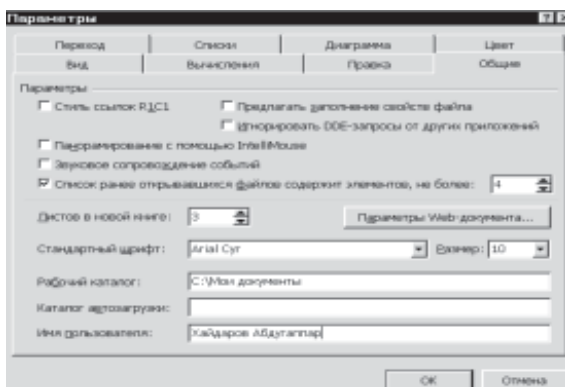 Параметры
Переход Списки Диаграмма Цвет
Вид Вычисления Правка Общие
Параметры
Стиль ссылок R1C1
Предлагать заполнение свойств файла
Игнорировать DDE-запросы от других приложений
Панорамирование с помощью IntelliMouse
Звуковое сопровождение событий
Список ранее открывавшихся файлов содержит элементов, не более: 4
Листов в новой книге: 3 Параметры Web-документа...
Стандартный шрифт: Arial Cyr Размер: 10
Рабочий каталог: C:\Мои документы
Каталог автозагрузки:
Имя пользователя: Хайдаров Абдугаппар
OK Отмена